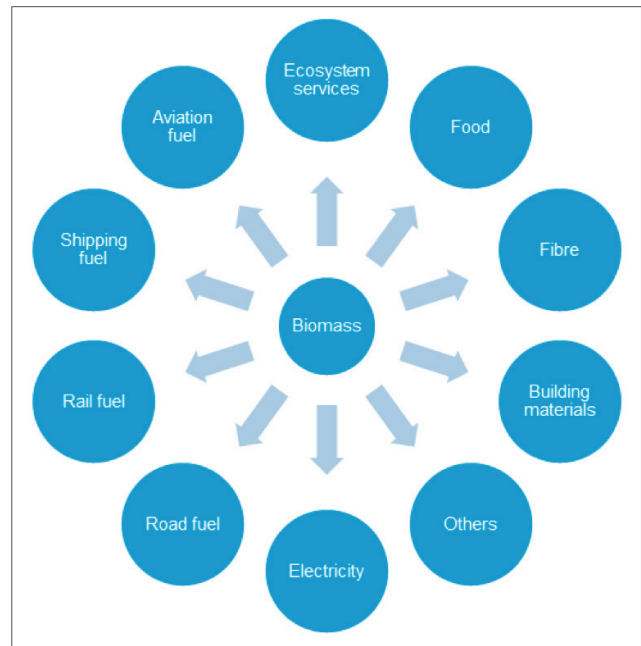 Ecosystem
services
Food
Fibre
Building
materials
Others
Electricity
Road fuel
Rail fuel
Shipping
fuel
Aviation
fuel
Biomass